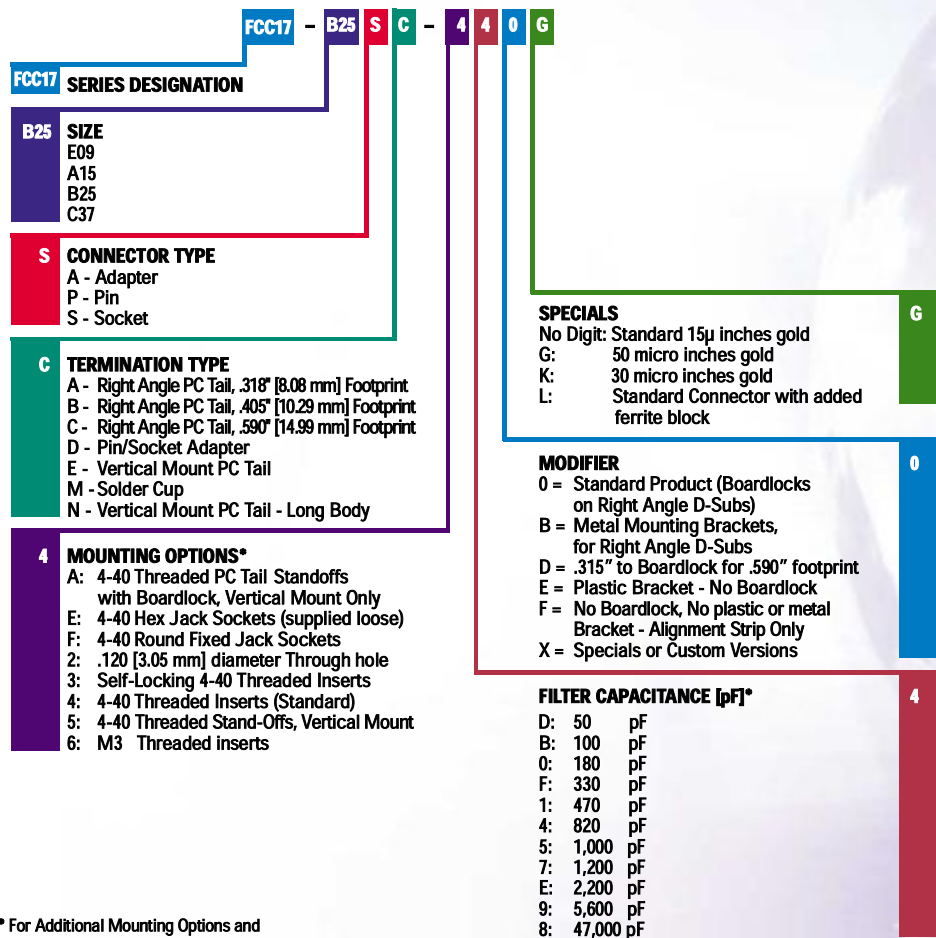 FCC17 – B25 S C – 4 4 0 G
FCC17 SERIES DESIGNATION
B25 SIZE
E09
A15
B25
C37
S CONNECTOR TYPE
A - Adapter
P - Pin
S - Socket
C TERMINATION TYPE
A - Right Angle PC Tail, .318" [8.08 mm] Footprint
B - Right Angle PC Tail, .405" [10.29 mm] Footprint
C - Right Angle PC Tail, .590" [14.99 mm] Footprint
D - Pin/Socket Adapter
E - Vertical Mount PC Tail
M - Solder Cup
N - Vertical Mount PC Tail - Long Body
4 MOUNTING OPTIONS*
A: 4-40 Threaded PC Tail Standoffs
with Boardlock, Vertical Mount Only
E: 4-40 Hex Jack Sockets (supplied loose)
F: 4-40 Round Fixed Jack Sockets
2: .120 [3.05 mm] diameter Through hole
3: Self-Locking 4-40 Threaded Inserts
4: 4-40 Threaded Inserts (Standard)
5: 4-40 Threaded Stand-Offs, Vertical Mount
6: M3 Threaded inserts
* For Additional Mounting Options and
SPECIALS G
No Digit: Standard 15µ inches gold
G: 50 micro inches gold
K: 30 micro inches gold
L: Standard Connector with added
ferrite block
MODIFIER 0
0 = Standard Product (Boardlocks
on Right Angle D-Subs)
B = Metal Mounting Brackets,
for Right Angle D-Subs
D = .315″ to Boardlock for .590″ footprint
E = Plastic Bracket - No Boardlock
F = No Boardlock, No plastic or metal
Bracket - Alignment Strip Only
X = Specials or Custom Versions
FILTER CAPACITANCE [pF]* 4
D: 50 pF
B: 100 pF
0: 180 pF
F: 330 pF
1: 470 pF
4: 820 pF
5: 1,000 pF
7: 1,200 pF
E: 2,200 pF
9: 5,600 pF
8: 47,000 pF